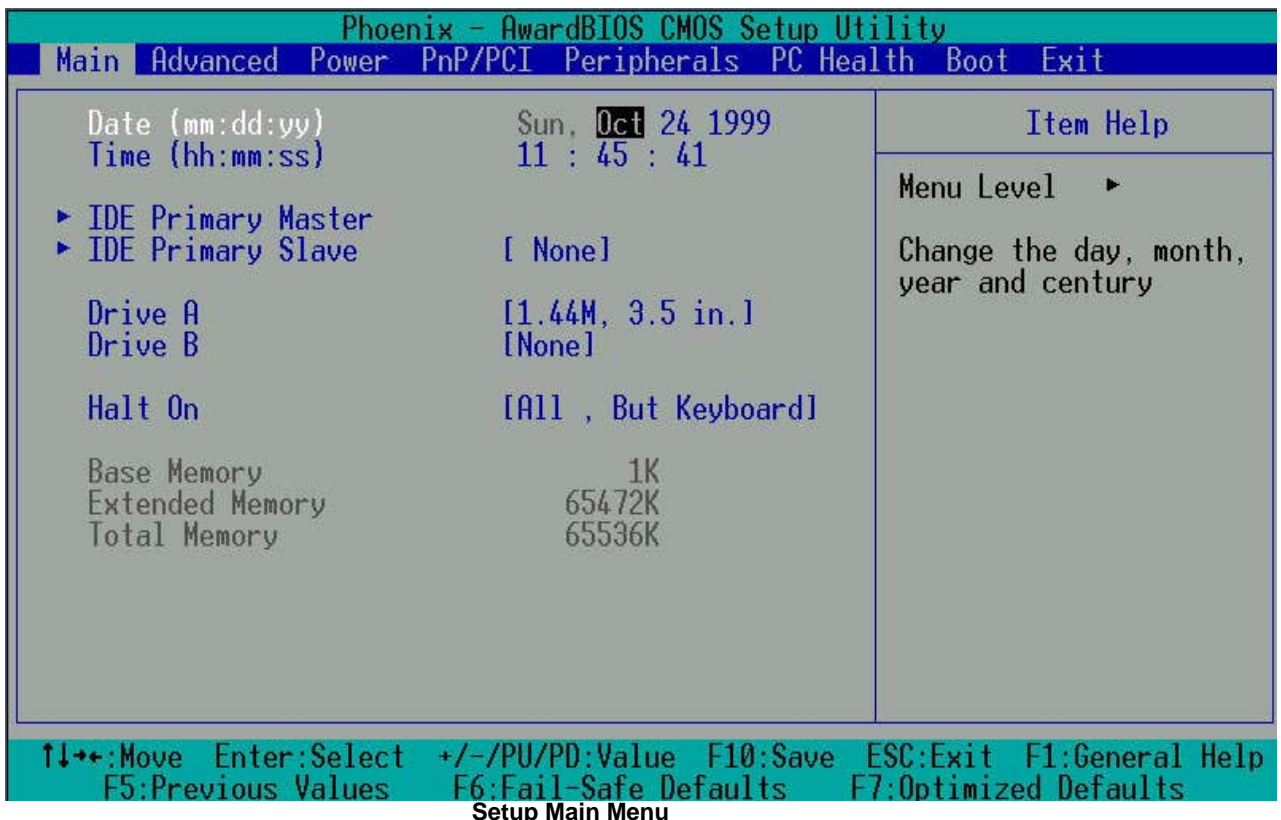 Phoenix - AwardBIOS CMOS Setup Utility
Main Advanced Power PnP/PCI Peripherals PC Health Boot Exit
Date (mm:dd:yy) Sun, Oct 24 1999
Time (hh:mm:ss) 11 : 45 : 41
► IDE Primary Master
► IDE Primary Slave [ None]
Drive A [1.44M, 3.5 in.]
Drive B [None]
Halt On [All , But Keyboard]
Base Memory 1K
Extended Memory 65472K
Total Memory 65536K
Item Help
Menu Level ►
Change the day, month,
year and century
↑↓→←:Move Enter:Select +/-/PU/PD:Value F10:Save ESC:Exit F1:General Help
F5:Previous Values F6:Fail-Safe Defaults F7:Optimized Defaults
Setup Main Menu